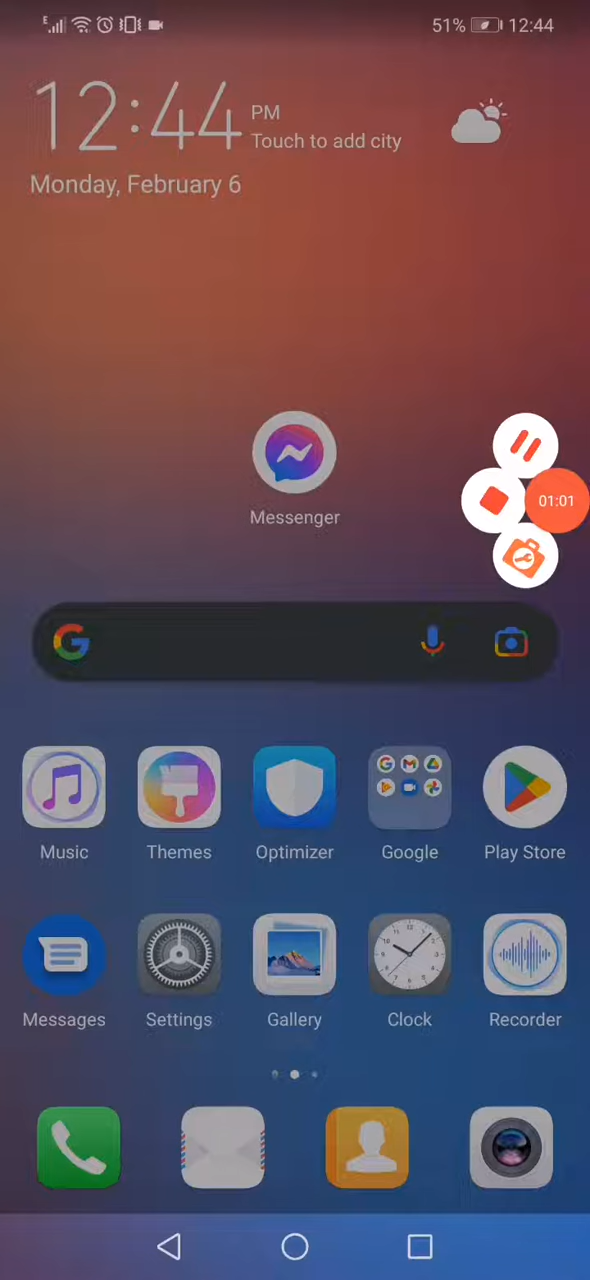 E 51% 12:44
12:44 PM
Touch to add city
Monday, February 6
Messenger
01:01
Music Themes Optimizer Google Play Store
Messages Settings Gallery Clock Recorder